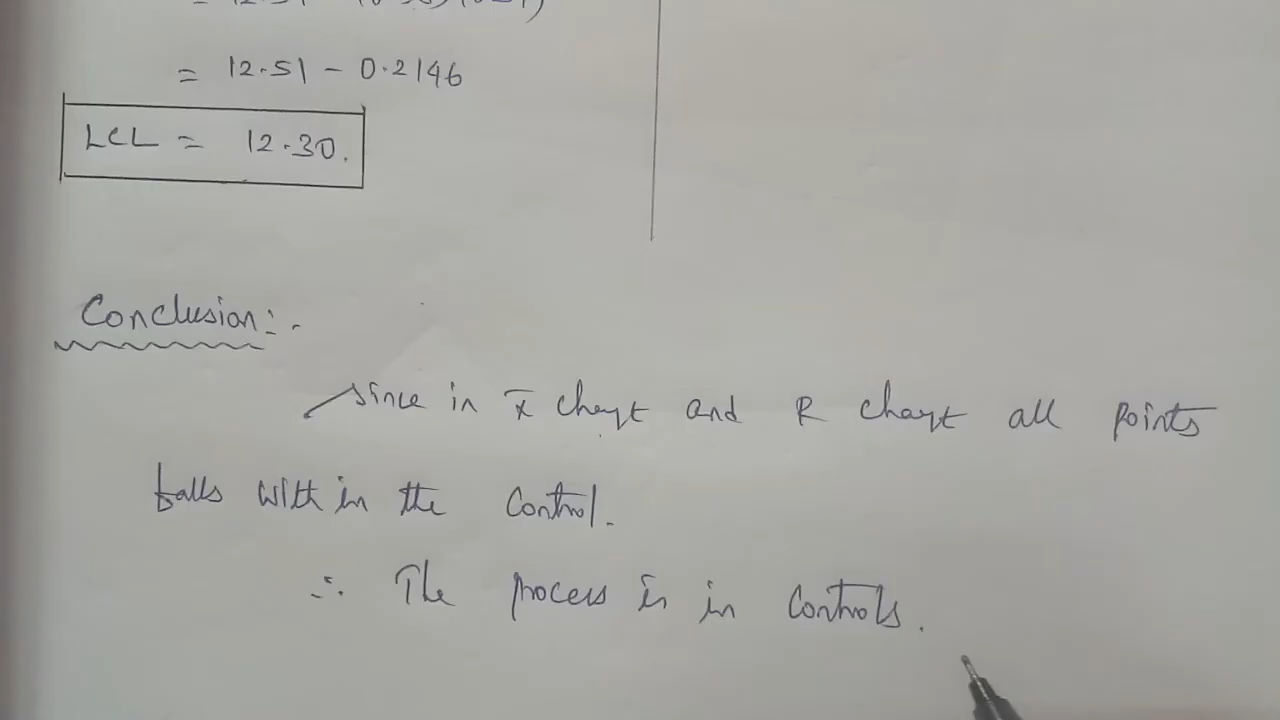 = 12.51 - 0.2146
LCL = 12.30.
Conclusion:-
Since in x̄ chart and R chart all points
falls with in the control.
∴ The process is in controls.